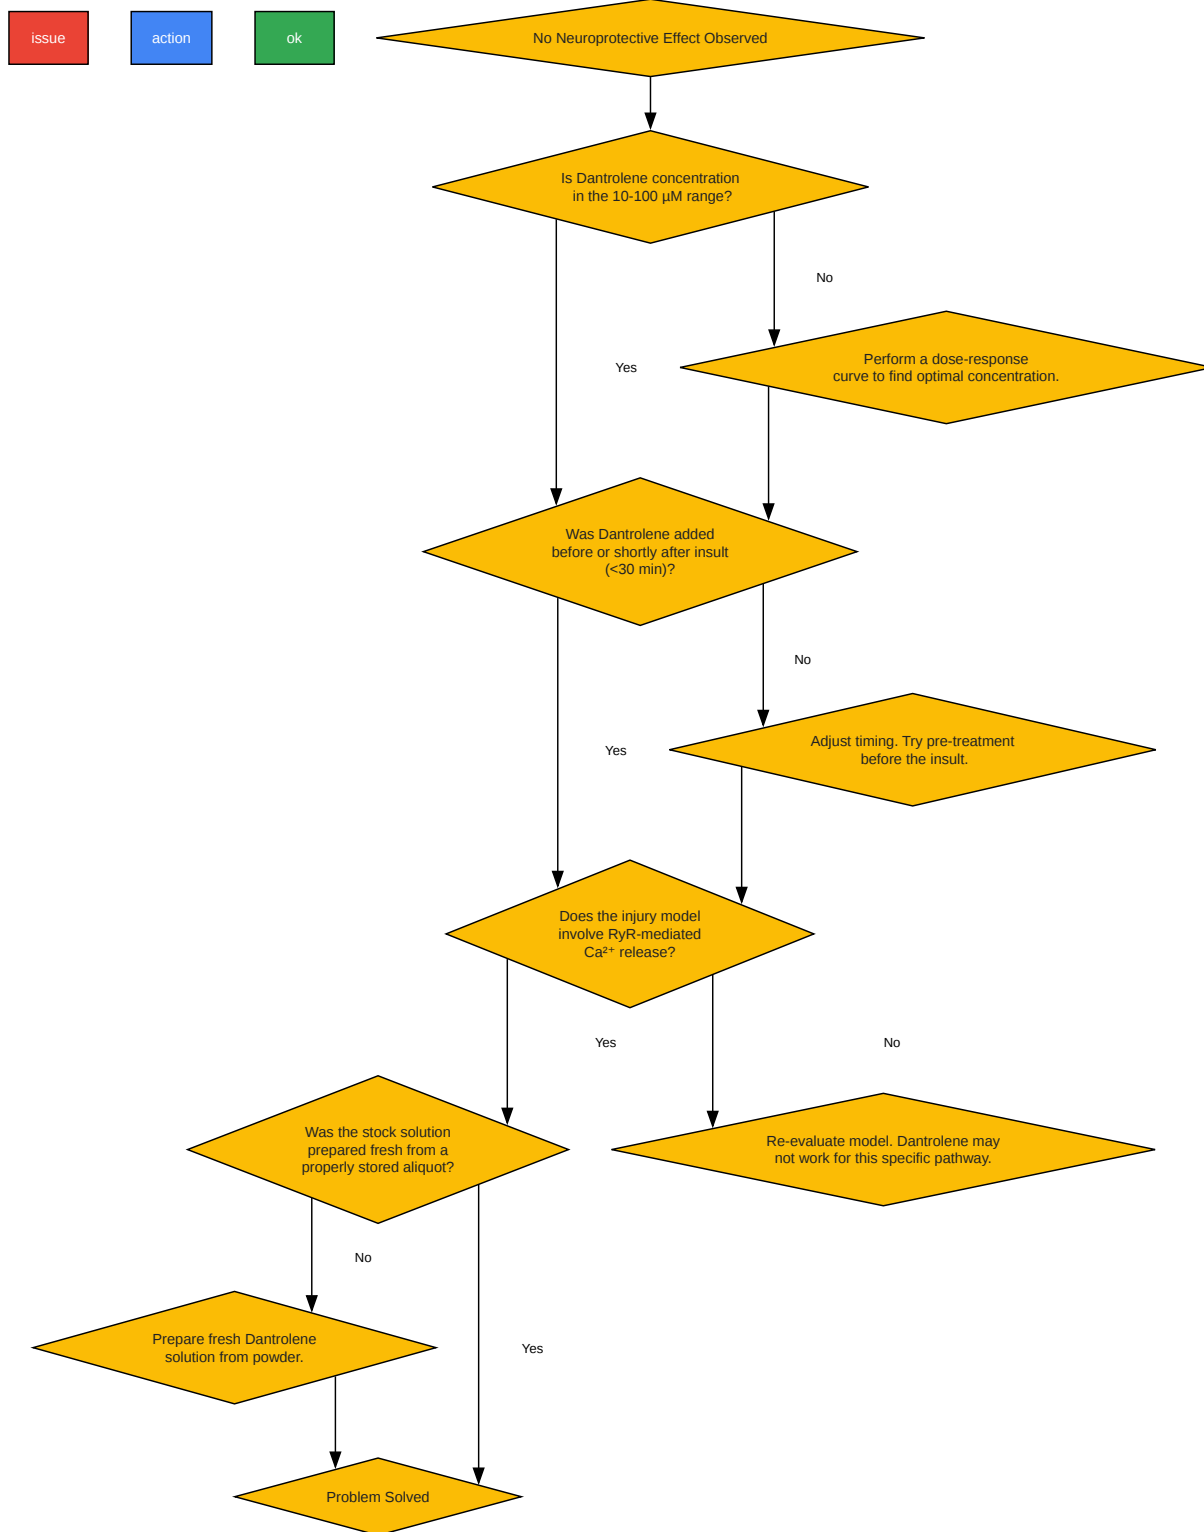 issue
action
ok
No Neuroprotective Effect Observed
Is Dantrolene concentration
in the 10-100 µM range?
No
Perform a dose-response
curve to find optimal concentration.
Yes
Was Dantrolene added
before or shortly after insult
(<30 min)?
No
Adjust timing. Try pre-treatment
before the insult.
Yes
Does the injury model
involve RyR-mediated
Ca²⁺ release?
Yes
No
Was the stock solution
prepared fresh from a
properly stored aliquot?
Re-evaluate model. Dantrolene may
not work for this specific pathway.
No
Prepare fresh Dantrolene
solution from powder.
Yes
Problem Solved